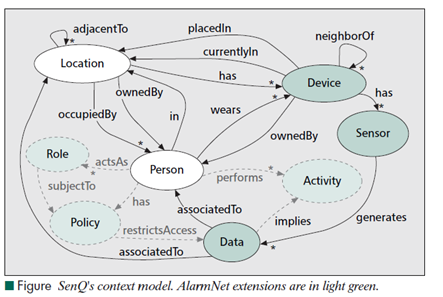 adjacentTo
placedIn
neighborOf
*
currentlyIn
*
Location
has
*
Device
ownedBy
*
has
occupiedBy
in
wears
Sensor
Role
*
ownedBy
actsAs
*
Person
performs
*
Activity
subjectTo
has
Policy
associatedTo
implies
restrictsAccess
Data
generates
associatedTo
*
Figure SenQ's context model. AlarmNet extensions are in light green.